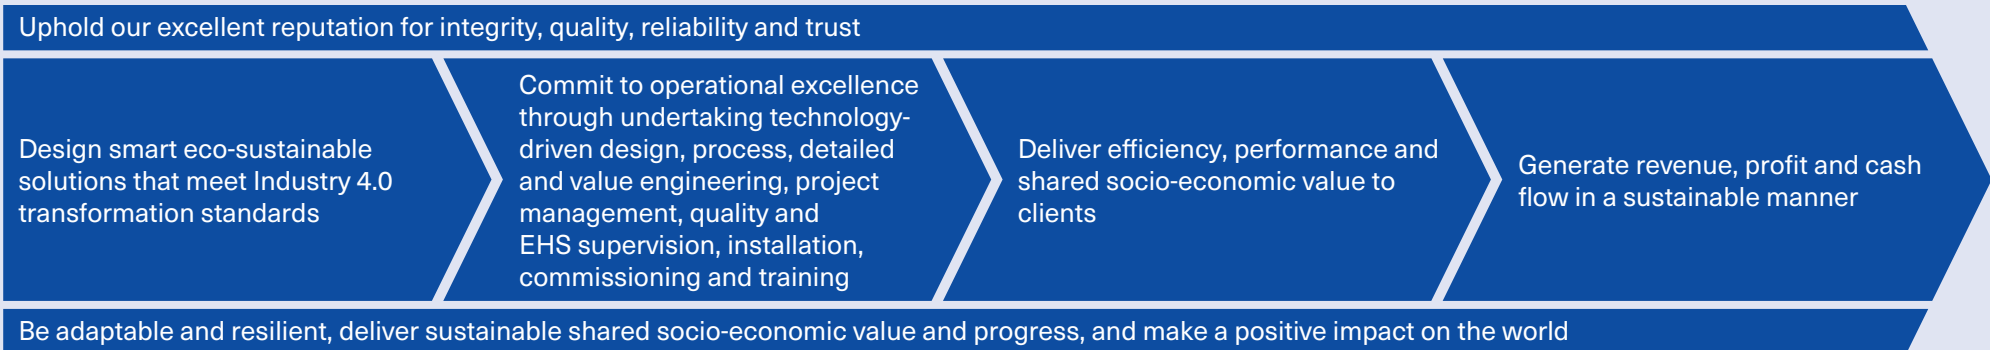 Uphold our excellent reputation for integrity, quality, reliability and trust
Design smart eco-sustainable
solutions that meet Industry 4.0
transformation standards
Commit to operational excellence
through undertaking technology-
driven design, process, detailed
and value engineering, project
management, quality and
EHS supervision, installation,
commissioning and training
Deliver efficiency, performance and
shared socio-economic value to
clients
Generate revenue, profit and cash
flow in a sustainable manner
Be adaptable and resilient, deliver sustainable shared socio-economic value and progress, and make a positive impact on the world